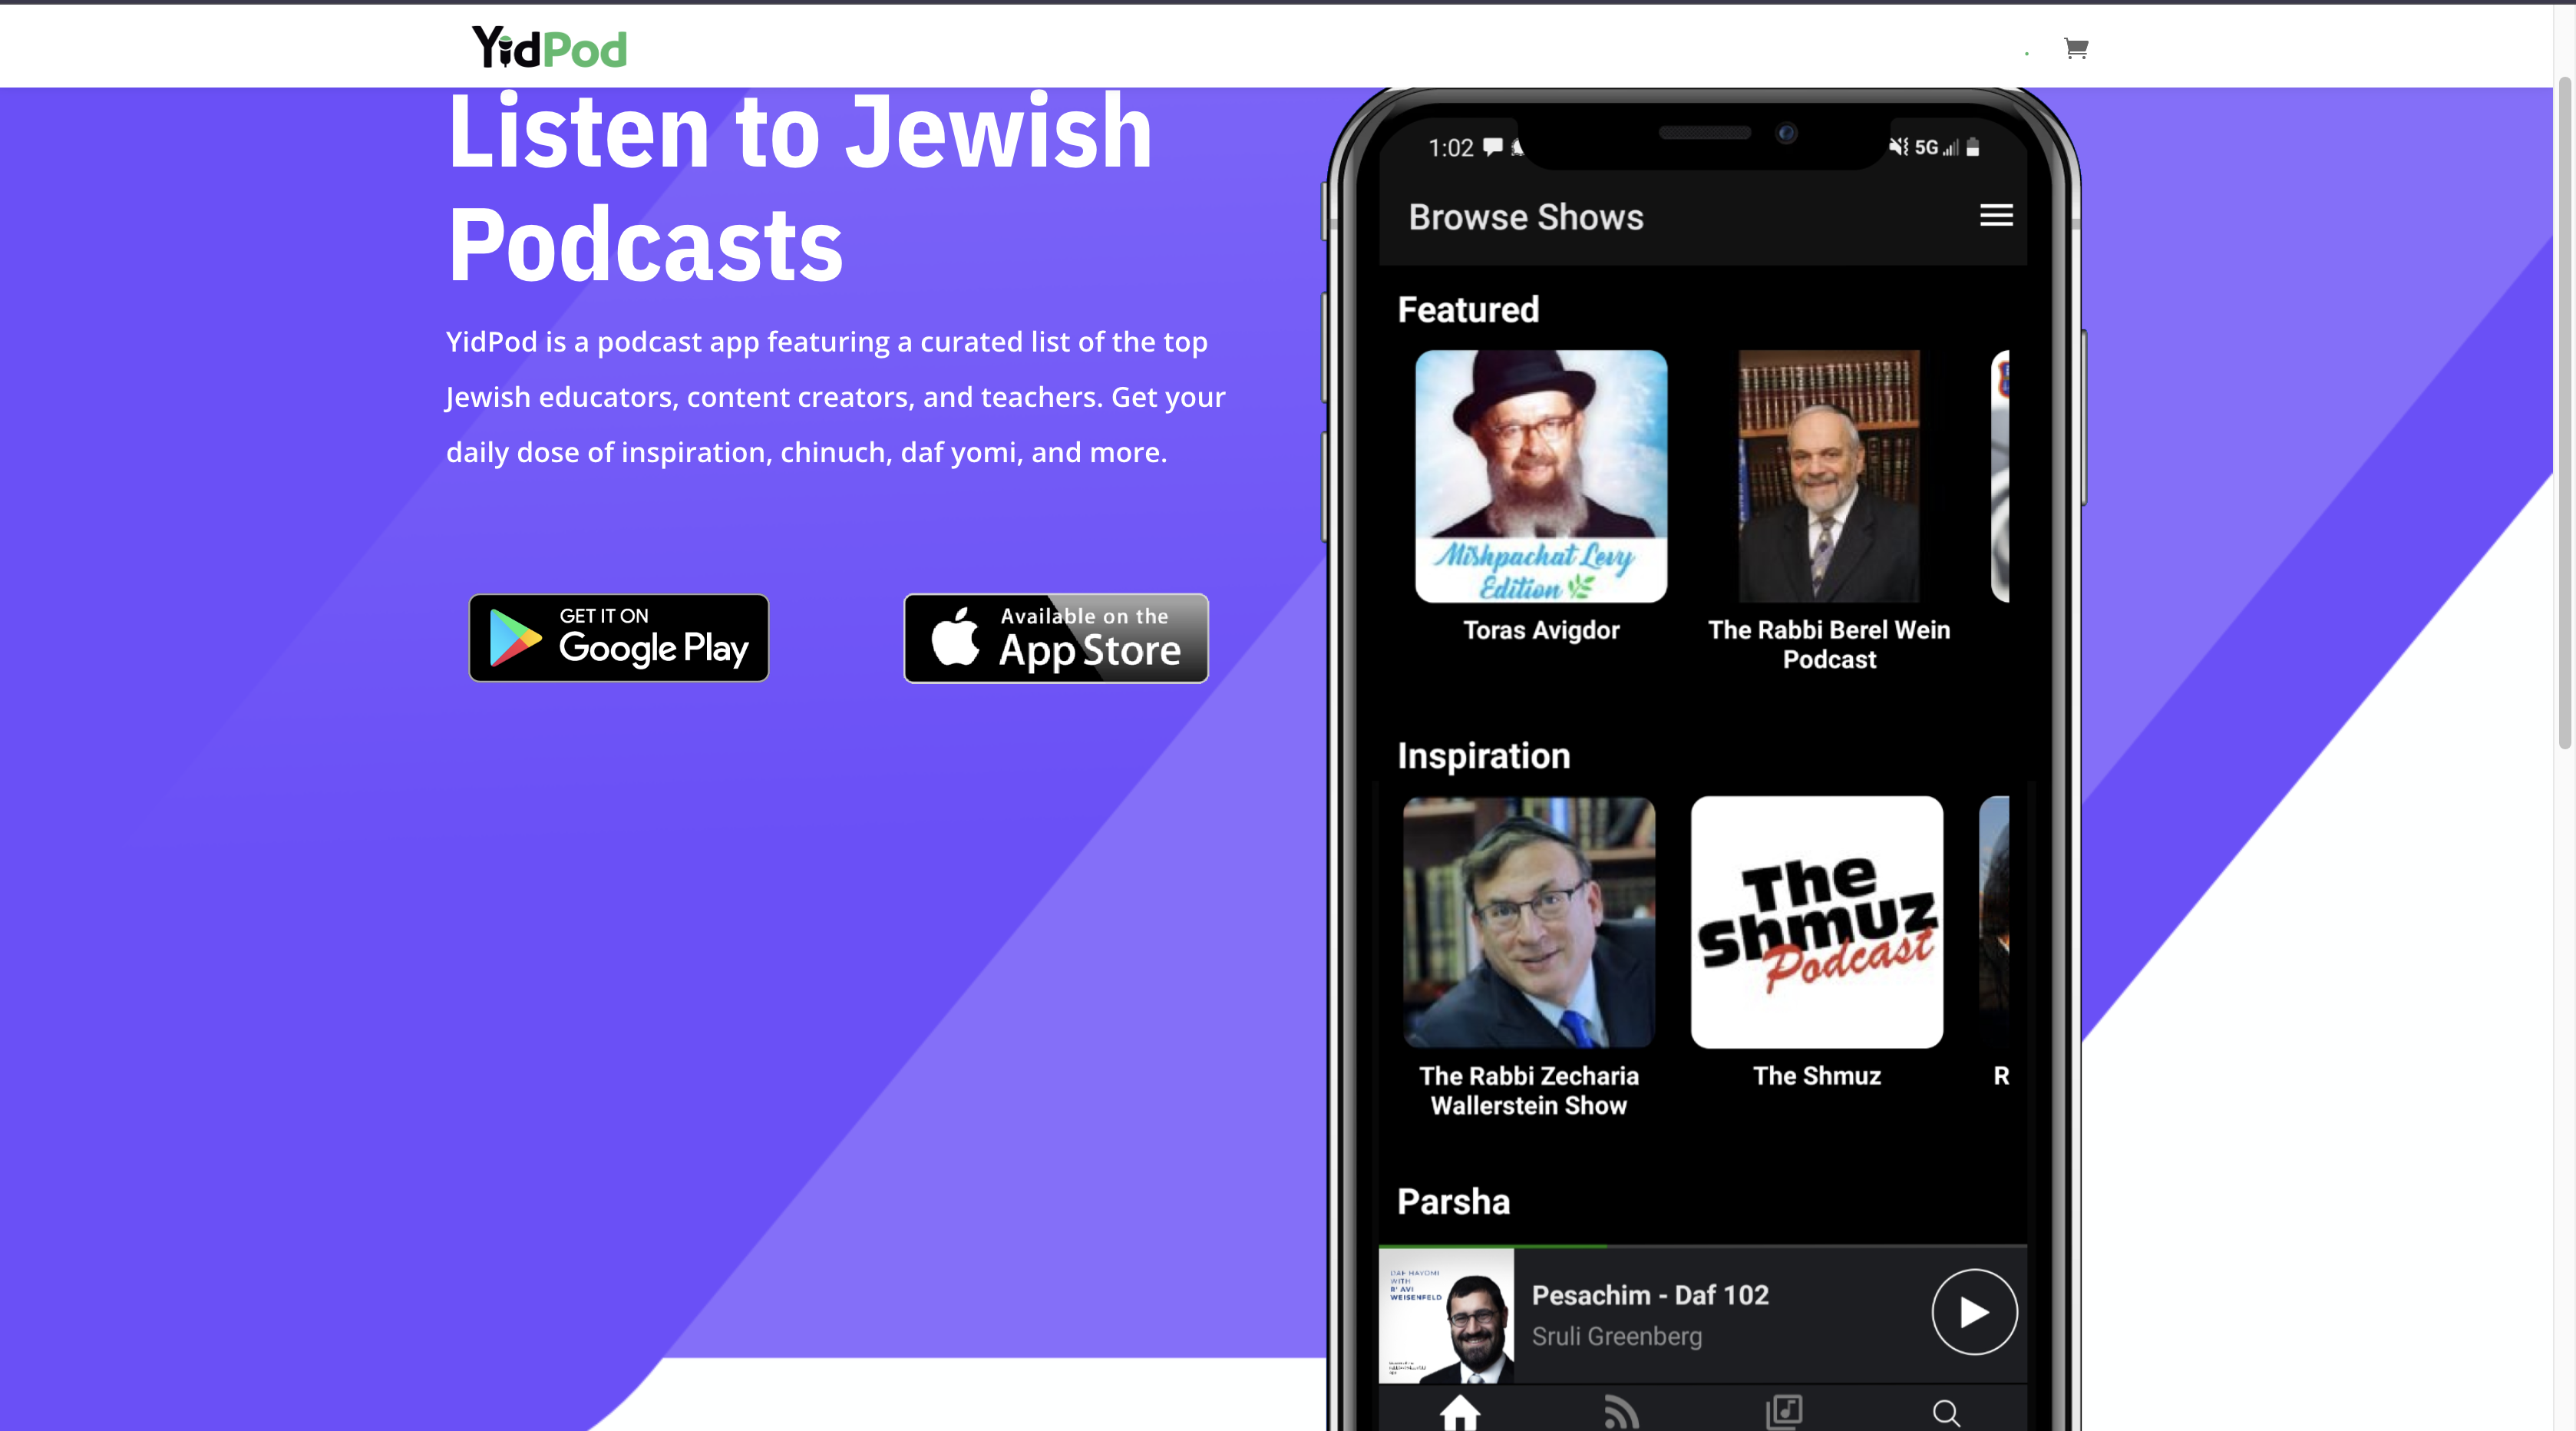 YidPod
Listen to Jewish
Podcasts
YidPod is a podcast app featuring a curated list of the top
Jewish educators, content creators, and teachers. Get your
daily dose of inspiration, chinuch, daf yomi, and more.
GET IT ON
Google Play
Available on the
App Store
1:02
5G
Browse Shows
Featured
Mishpachat Levy
Edition
Toras Avigdor
The Rabbi Berel Wein
Podcast
Inspiration
The
Shmuz
Podcast
The Rabbi Zecharia
Wallerstein Show
The Shmuz
R
Parsha
DAF HAYOMI
WITH
R' AVI
WEISENFELD
Pesachim - Daf 102
Sruli Greenberg